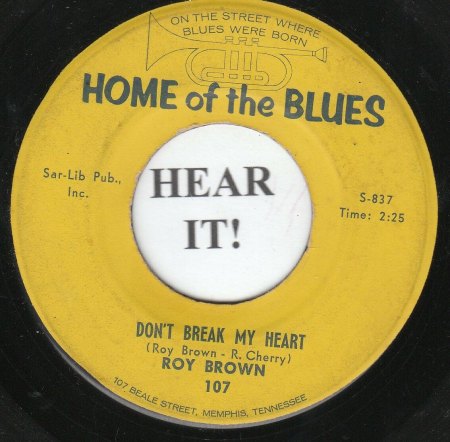 ON THE STREET WHERE
BLUES WERE BORN
HOME of the BLUES
Sar-Lib Pub.,
Inc.
S-837
Time: 2:25
HEAR
IT!
DON'T BREAK MY HEART
(Roy Brown - R. Cherry)
ROY BROWN
107
107 BEALE STREET, MEMPHIS, TENNESSEE